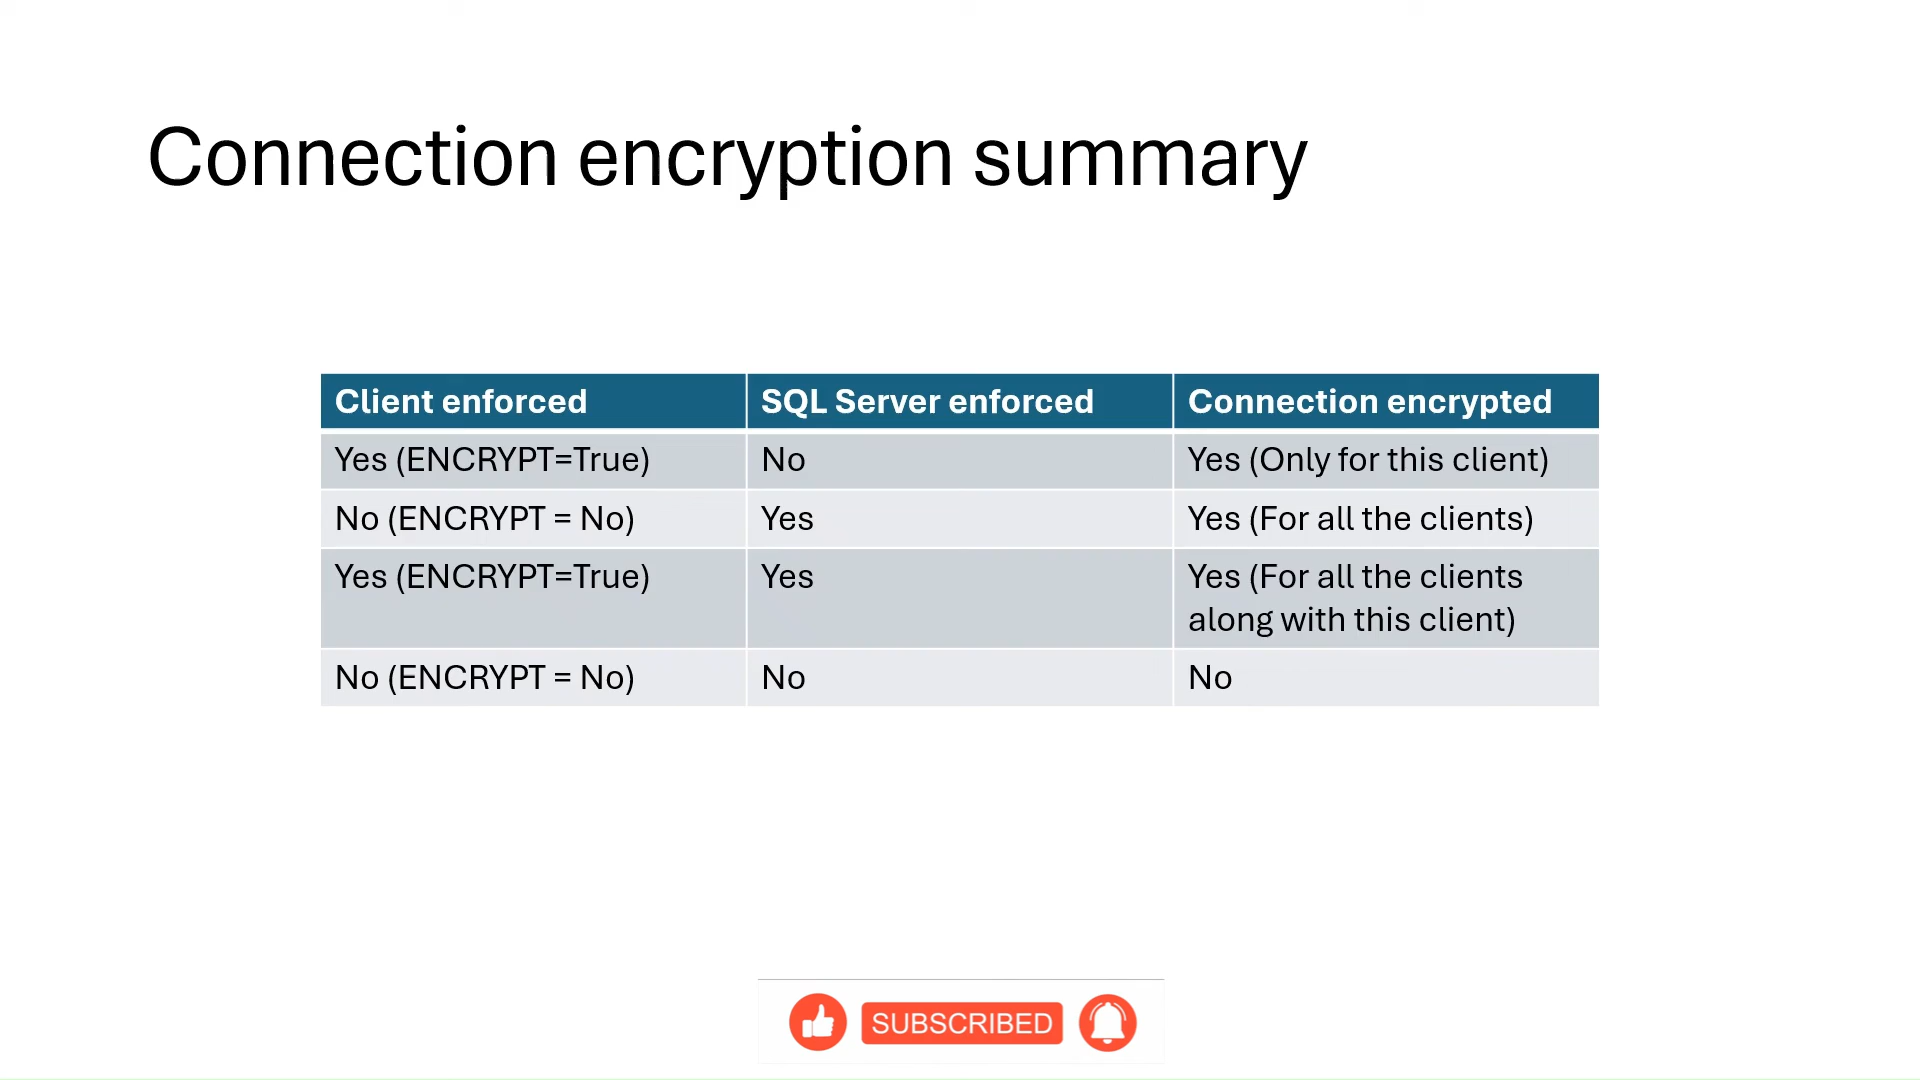 Connection encryption summary
Client enforced SQL Server enforced Connection encrypted
Yes (ENCRYPT=True) No Yes (Only for this client)
No (ENCRYPT = No) Yes Yes (For all the clients)
Yes (ENCRYPT=True) Yes Yes (For all the clients
along with this client)
No (ENCRYPT = No) No No
SUBSCRIBED